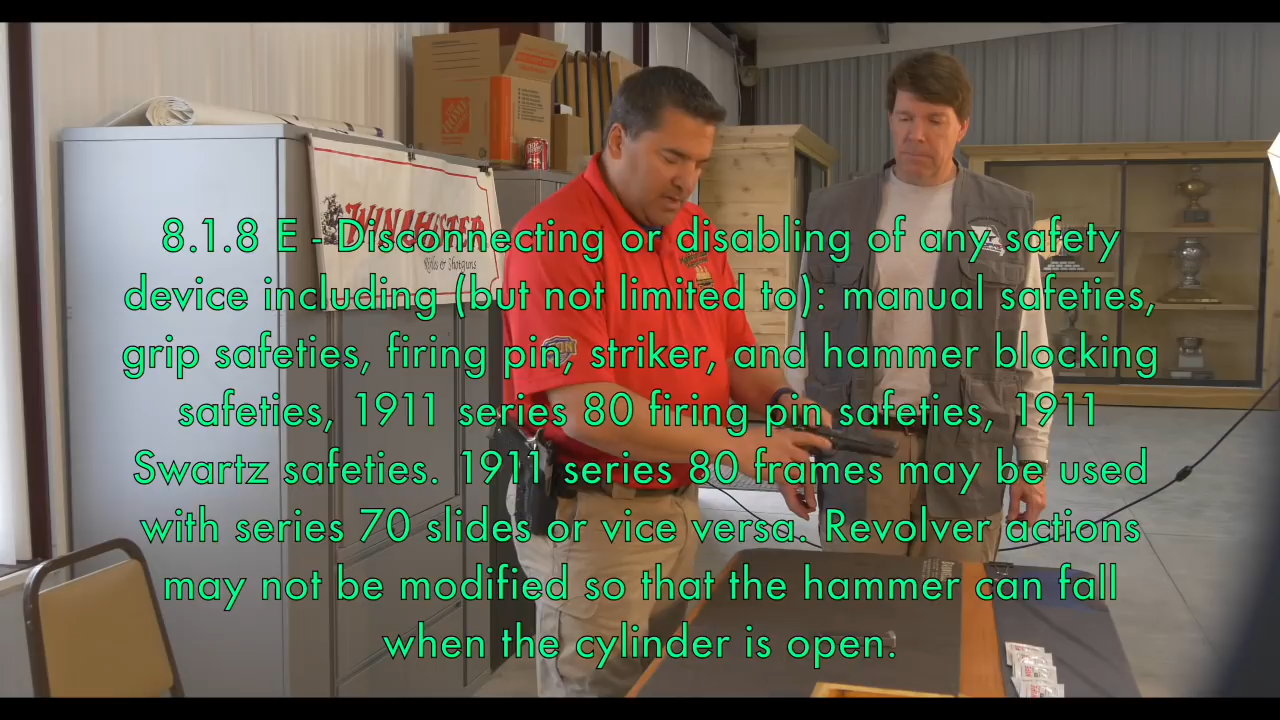 8.1.8 E - Disconnecting or disabling of any safety
device including (but not limited to): manual safeties,
grip safeties, firing pin, striker, and hammer blocking
safeties, 1911 series 80 firing pin safeties, 1911
Swartz safeties. 1911 series 80 frames may be used
with series 70 slides or vice versa. Revolver actions
may not be modified so that the hammer can fall
when the cylinder is open.
WINCHESTER
Rifles & Shotguns